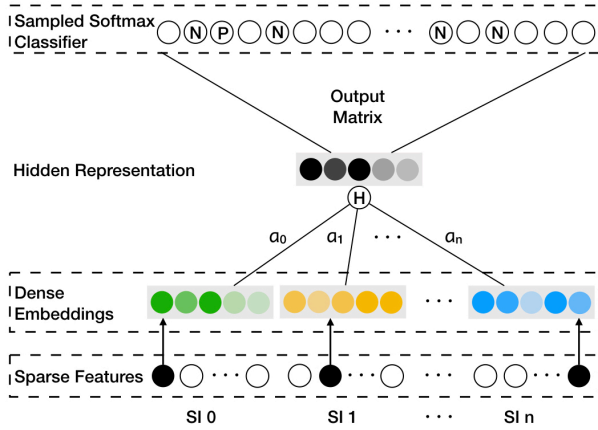 Sampled Softmax
Classifier
N P N ... N N
Output
Matrix
Hidden Representation
H
a0 a1 ... an
Dense
Embeddings
...
Sparse Features
... ... ... ...
SI 0 SI 1 ... SI n